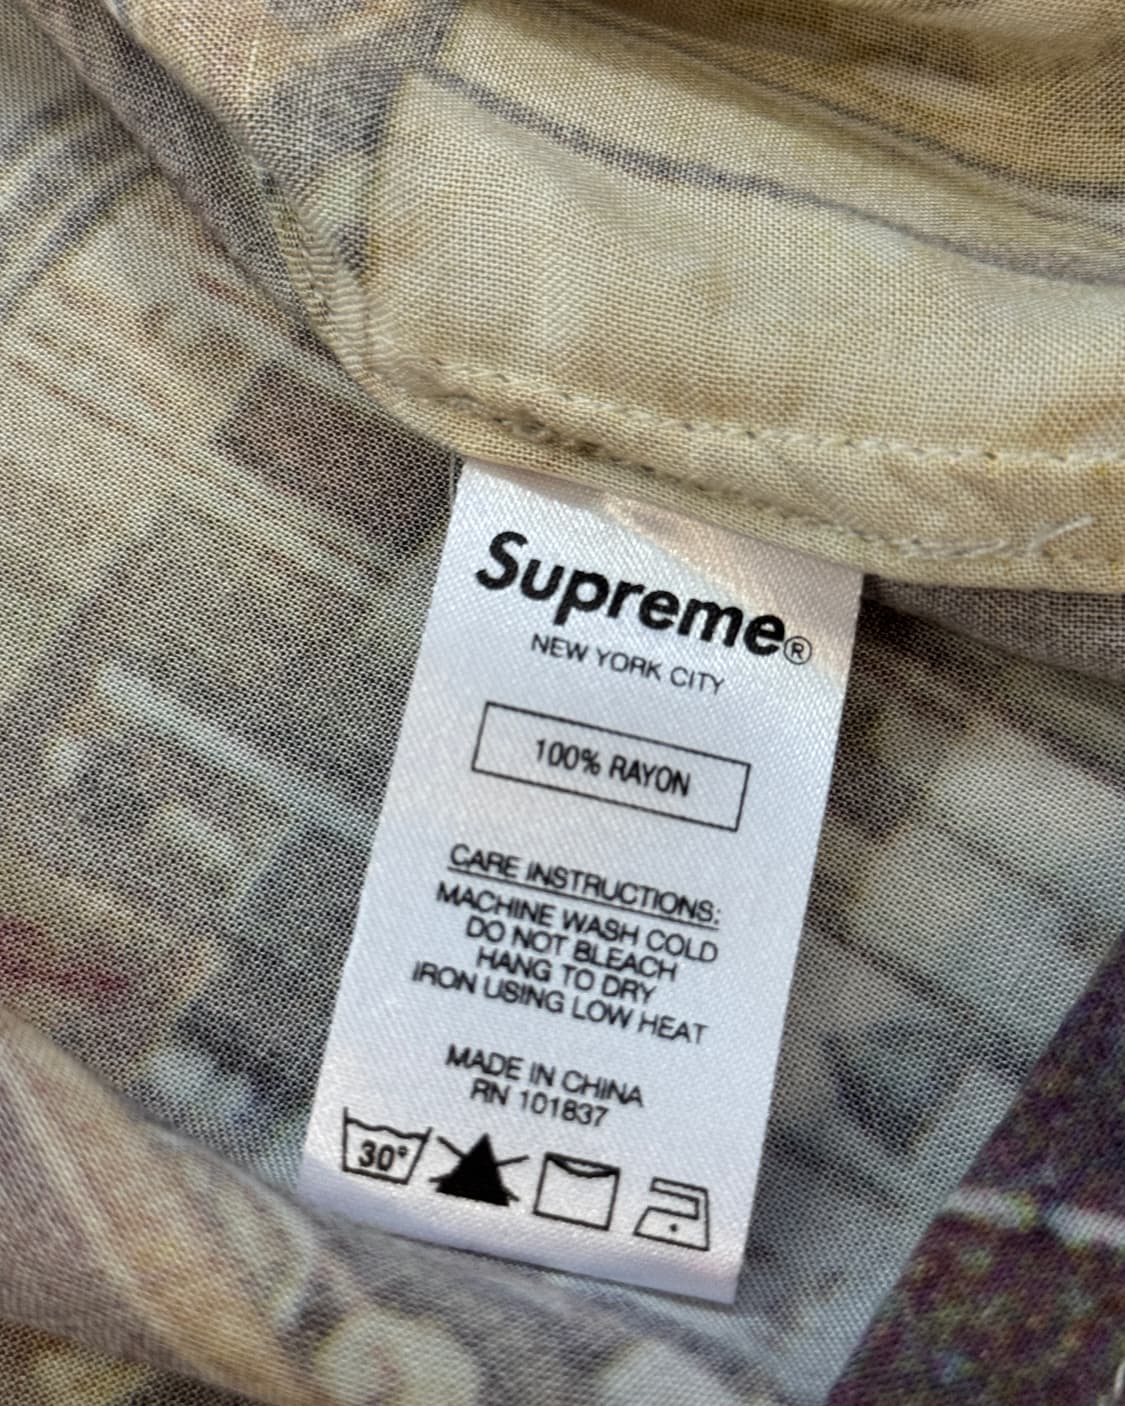 Supreme®
NEW YORK CITY
100% RAYON
CARE INSTRUCTIONS:
MACHINE WASH COLD
DO NOT BLEACH
HANG TO DRY
IRON USING LOW HEAT
MADE IN CHINA
RN 101837
30°